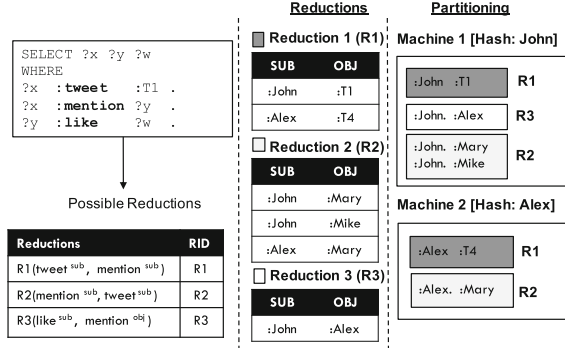 SELECT ?x ?y ?w
WHERE
?x :tweet :T1 .
?x :mention ?y .
?y :like ?w .
Possible Reductions
Reductions RID
R1(tweet sub, mention sub) R1
R2(mention sub, tweet sub) R2
R3(like sub, mention obj) R3
Reductions
Reduction 1 (R1)
SUB OBJ
:John :T1
:Alex :T4
Reduction 2 (R2)
SUB OBJ
:John :Mary
:John :Mike
:Alex :Mary
Reduction 3 (R3)
SUB OBJ
:John :Alex
Partitioning
Machine 1 [Hash: John]
:John :T1 R1
:John :Alex R3
:John. :Mary
:John. :Mike
R2
Machine 2 [Hash: Alex]
:Alex :T4 R1
:Alex. :Mary R2